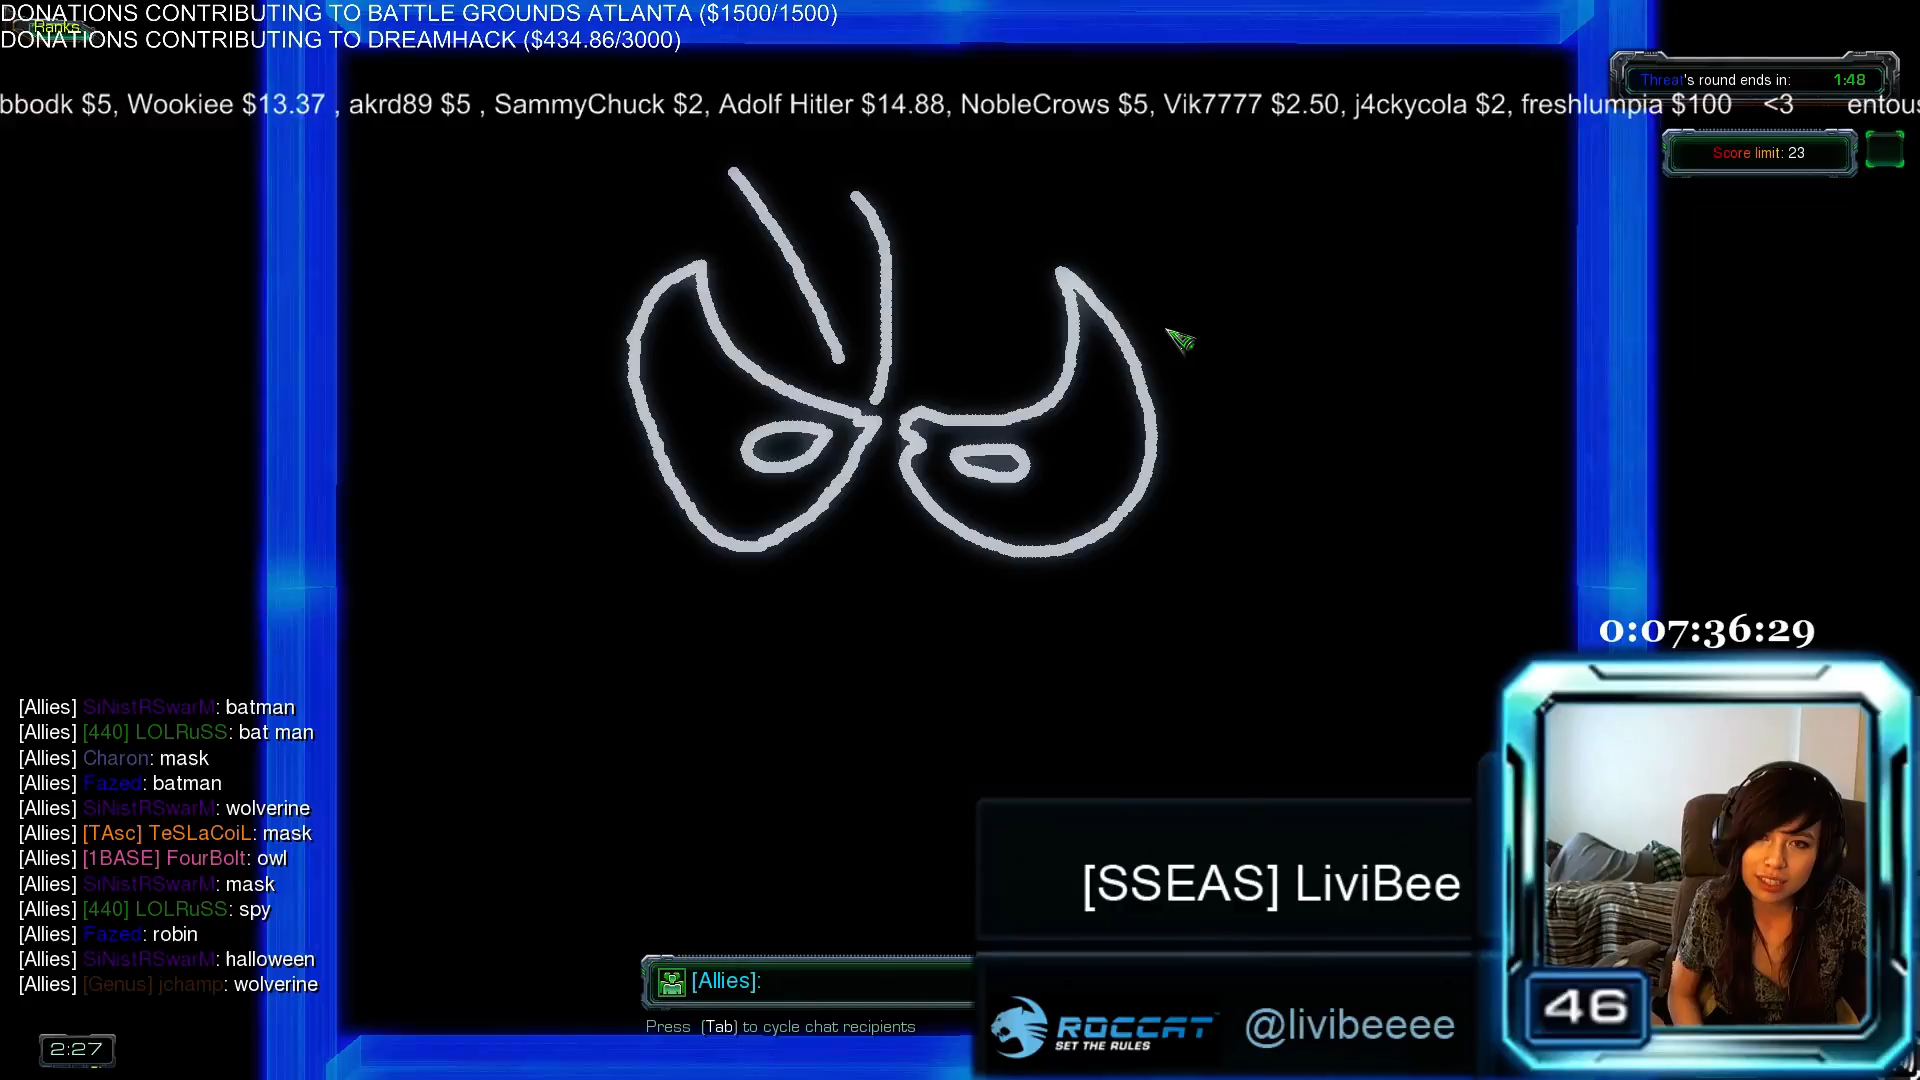 DONATIONS CONTRIBUTING TO BATTLE GROUNDS ATLANTA ($1500/1500)
Ranks
DONATIONS CONTRIBUTING TO DREAMHACK ($434.86/3000)
Threat's round ends in: 1:48
bbodk $5, Wookiee $13.37 , akrd89 $5 , SammyChuck $2, Adolf Hitler $14.88, NobleCrows $5, Vik7777 $2.50, j4ckycola $2, freshlumpia $100 <3 entous
Score limit: 23
0:07:36:29
[Allies] SiNistRSwarM: batman
[Allies] [440] LOLRuSS: bat man
[Allies] Charon: mask
[Allies] Fazed: batman
[Allies] SiNistRSwarM: wolverine
[Allies] [TAsc] TeSLaCoiL: mask
[Allies] [1BASE] FourBolt: owl
[Allies] SiNistRSwarM: mask
[Allies] [440] LOLRuSS: spy
[Allies] Fazed: robin
[Allies] SiNistRSwarM: halloween
[Allies] [Genus] jchamp: wolverine
[SSEAS] LiviBee
[Allies]:
Press (Tab) to cycle chat recipients
ROCCAT
SET THE RULES
@livibeeee
46
2:27